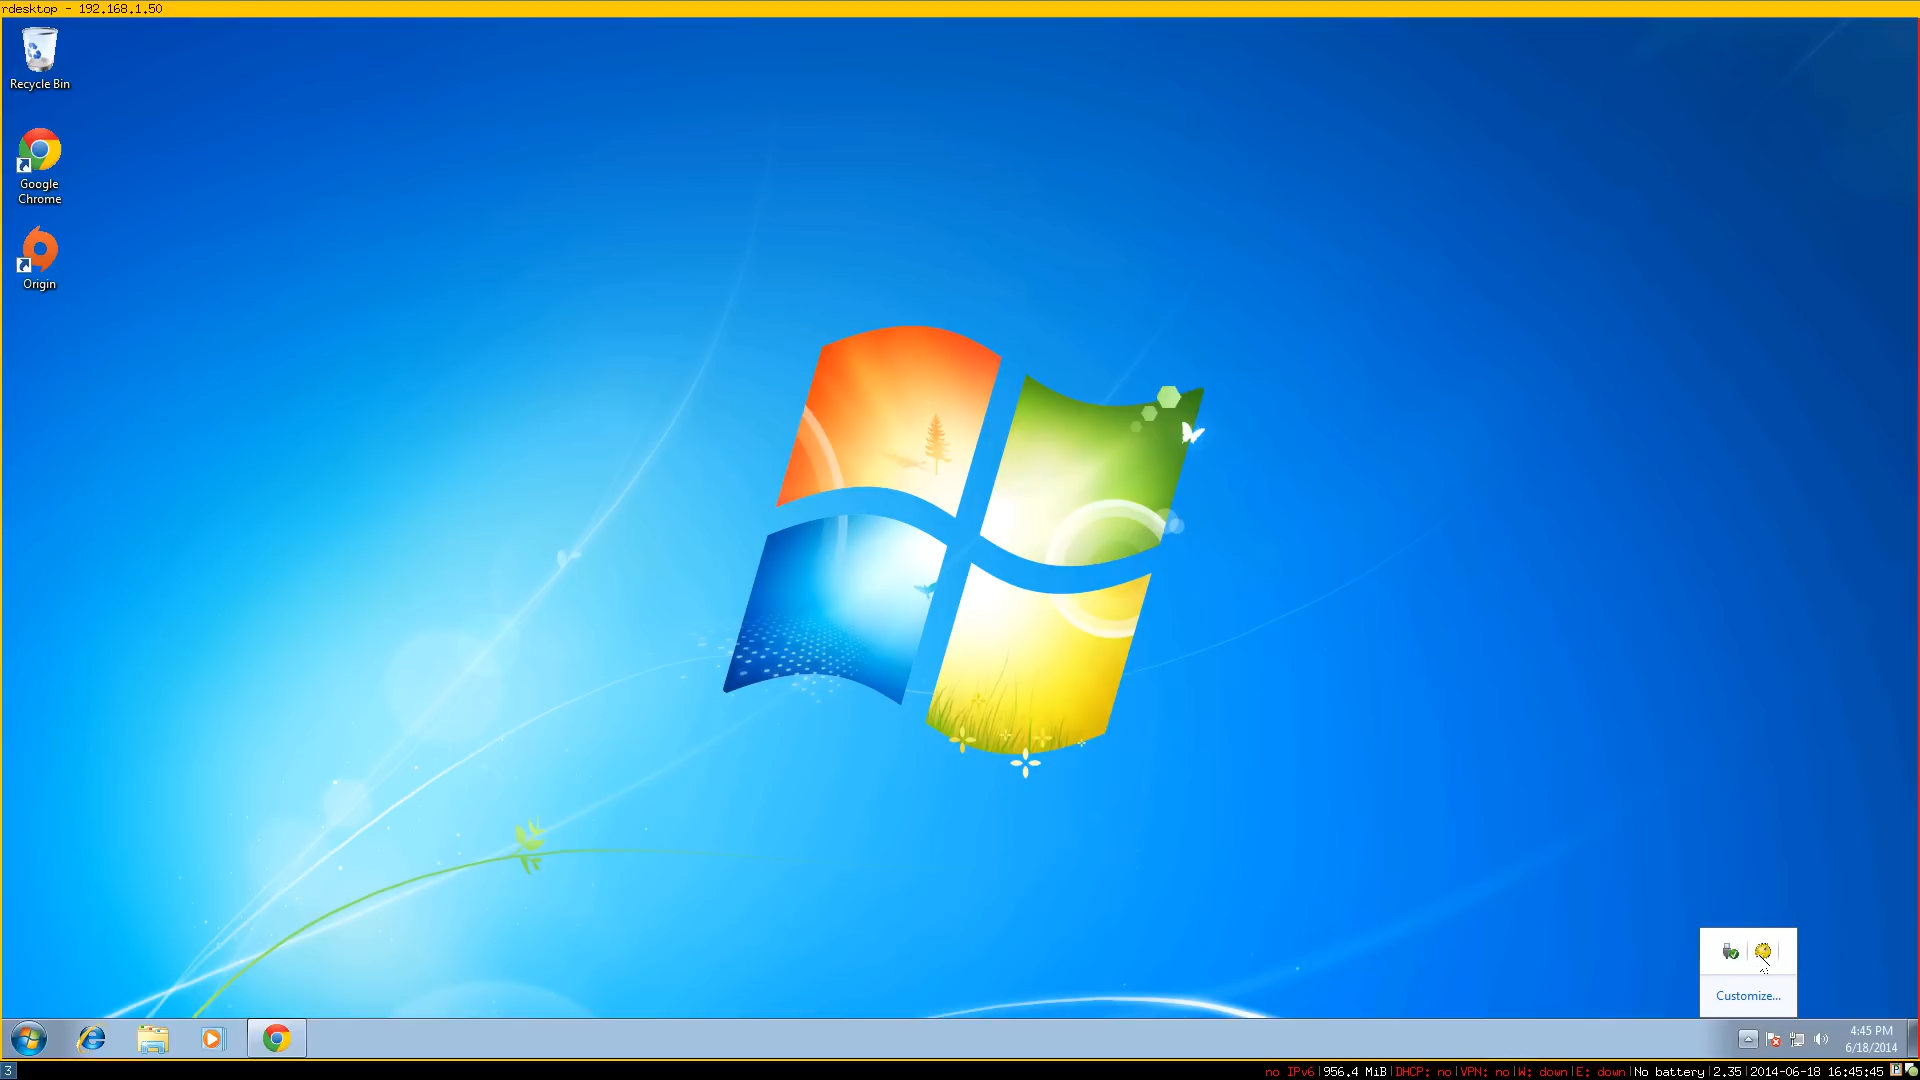 rdesktop - 192.168.1.50
Recycle Bin
Google
Chrome
Origin
Customize...
4:45 PM
6/18/2014
3
no IPv6|956.4 MiB|DHCP: no|VPN: no|W: down|E: down|No battery|2.35|2014-06-18 16:45:45